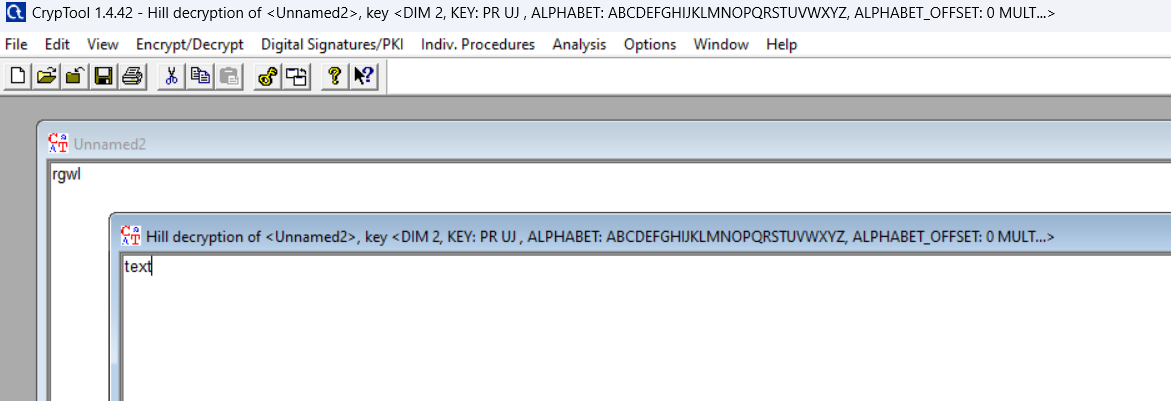 CrypTool 1.4.42 - Hill decryption of <Unnamed2>, key <DIM 2, KEY: PR UJ , ALPHABET: ABCDEFGHIJKLMNOPQRSTUVWXYZ, ALPHABET_OFFSET: 0 MULT...>
File Edit View Encrypt/Decrypt Digital Signatures/PKI Indiv. Procedures Analysis Options Window Help
Unnamed2
rgwl
Hill decryption of <Unnamed2>, key <DIM 2, KEY: PR UJ , ALPHABET: ABCDEFGHIJKLMNOPQRSTUVWXYZ, ALPHABET_OFFSET: 0 MULT...>
text